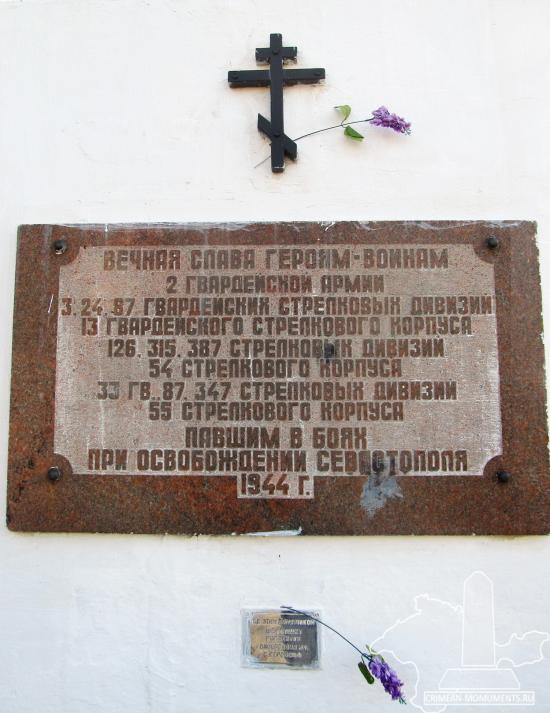 ВЕЧНАЯ СЛАВА ГЕРОЯМ-ВОИНАМ
2 ГВАРДЕЙСКОЙ АРМИИ
3. 24. 87 ГВАРДЕЙСКИХ СТРЕЛКОВЫХ ДИВИЗИЙ
13 ГВАРДЕЙСКОГО СТРЕЛКОВОГО КОРПУСА
126. 315. 387 СТРЕЛКОВЫХ ДИВИЗИЙ
54 СТРЕЛКОВОГО КОРПУСА
33 ГВ.. 87. 347 СТРЕЛКОВЫХ ДИВИЗИЙ
55 СТРЕЛКОВОГО КОРПУСА
ПАВШИМ В БОЯХ
ПРИ ОСВОБОЖДЕНИИ СЕВАСТОПОЛЯ
1944 Г.
CRIMEAN-MONUMENTS.RU